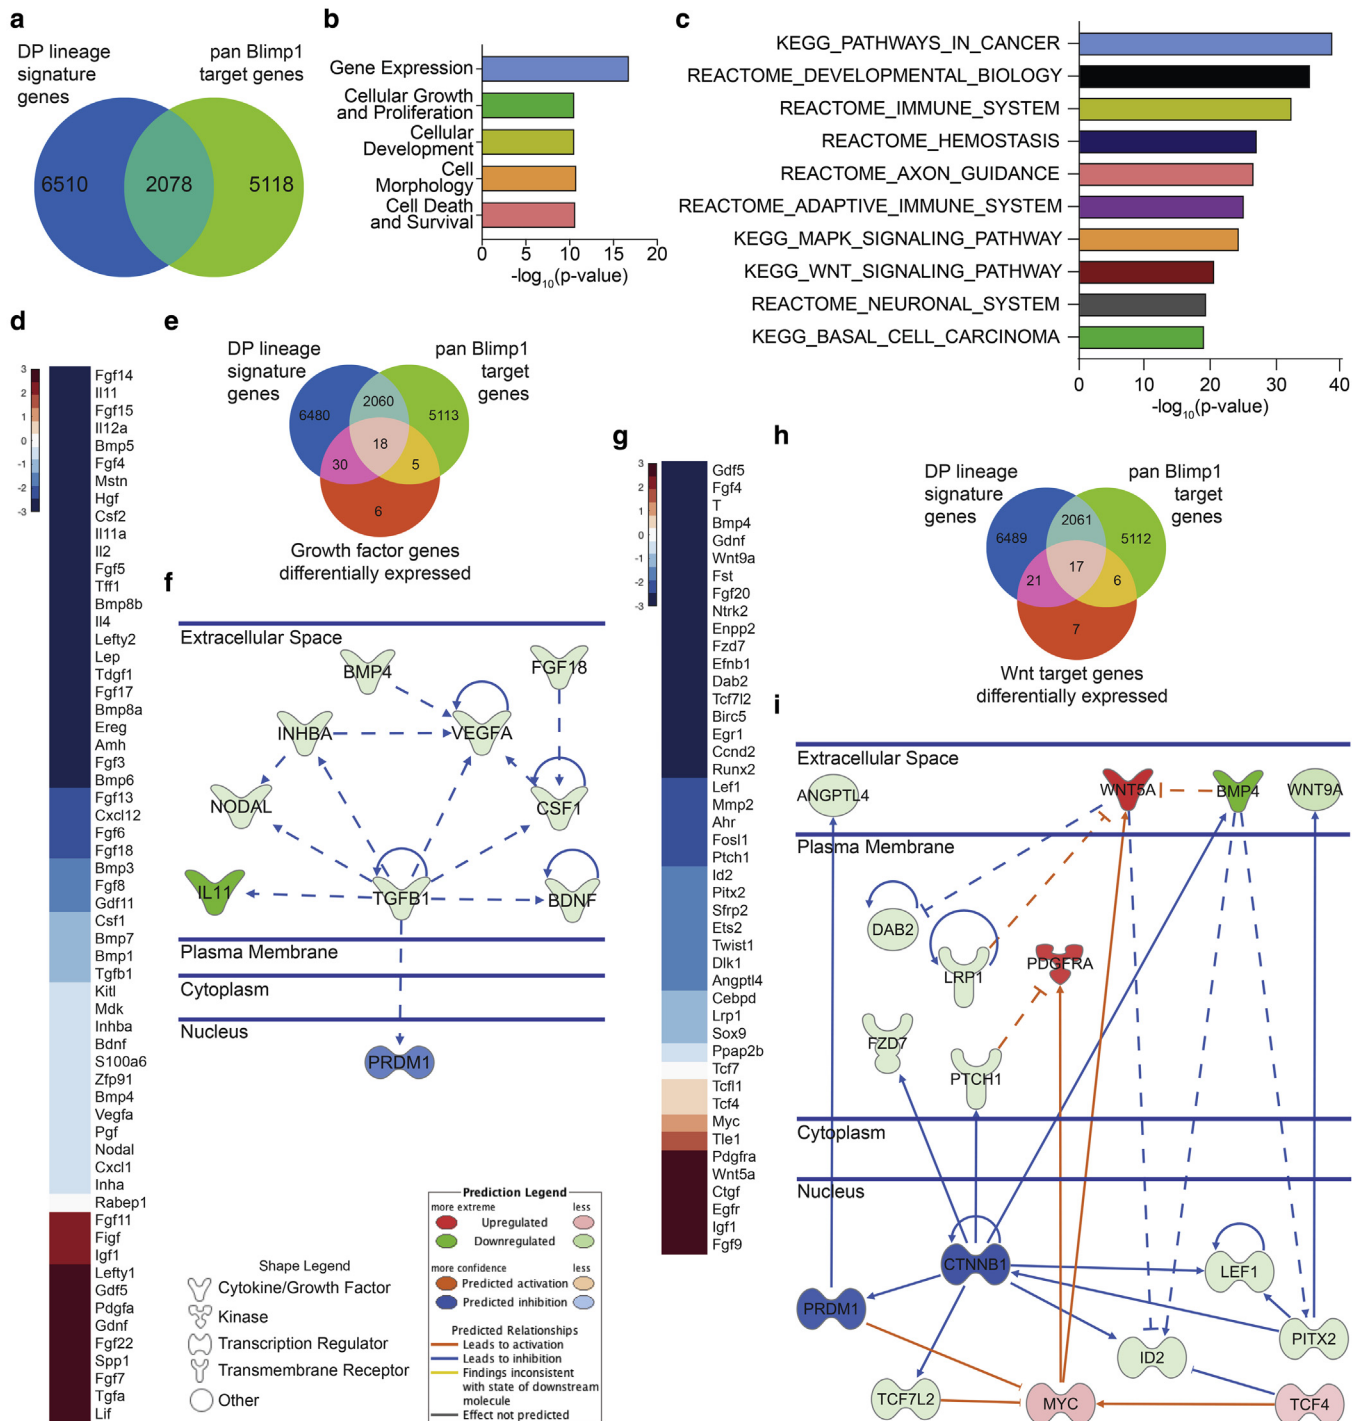 a
DP lineage
signature
genes
pan Blimp1
target genes
6510
2078
5118
b
Gene Expression
Cellular Growth
and Proliferation
Cellular
Development
Cell
Morphology
Cell Death
and Survival
0 5 10 15 20
-log10(p-value)
c
KEGG_PATHWAYS_IN_CANCER
REACTOME_DEVELOPMENTAL_BIOLOGY
REACTOME_IMMUNE_SYSTEM
REACTOME_HEMOSTASIS
REACTOME_AXON_GUIDANCE
REACTOME_ADAPTIVE_IMMUNE_SYSTEM
KEGG_MAPK_SIGNALING_PATHWAY
KEGG_WNT_SIGNALING_PATHWAY
REACTOME_NEURONAL_SYSTEM
KEGG_BASAL_CELL_CARCINOMA
0 10 20 30 40
-log10(p-value)
d
3
2
1
0
-1
-2
-3
Fgf14
Il11
Fgf15
Il12a
Bmp5
Fgf4
Mstn
Hgf
Csf2
Il11a
Il2
Fgf5
Tff1
Bmp8b
Il4
Lefty2
Lep
Tdgf1
Fgf17
Bmp8a
Ereg
Amh
Fgf3
Bmp6
Fgf13
Cxcl12
Fgf6
Fgf18
Bmp3
Fgf8
Gdf11
Csf1
Bmp7
Bmp1
Tgfb1
Kitl
Mdk
Inhba
Bdnf
S100a6
Zfp91
Bmp4
Vegfa
Pgf
Nodal
Cxcl1
Inha
Rabep1
Fgf11
Figf
Igf1
Lefty1
Gdf5
Pdgfa
Gdnf
Fgf22
Spp1
Fgf7
Tgfa
Lif
e
DP lineage
signature
genes
pan Blimp1
target
genes
6480
2060
5113
18
30
5
6
Growth factor genes
differentially expressed
f
Extracellular Space
BMP4
FGF18
INHBA
VEGFA
NODAL
CSF1
IL11
TGFB1
BDNF
Plasma Membrane
Cytoplasm
Nucleus
PRDM1
Shape Legend
Cytokine/Growth Factor
Kinase
Transcription Regulator
Transmembrane Receptor
Other
Prediction Legend
more extreme less
Upregulated
Downregulated
more confidence less
Predicted activation
Predicted inhibition
Predicted Relationships
Leads to activation
Leads to inhibition
Findings inconsistent
with state of downstream
molecule
Effect not predicted
g
3
2
1
0
-1
-2
-3
Gdf5
Fgf4
T
Bmp4
Gdnf
Wnt9a
Fst
Fgf20
Ntrk2
Enpp2
Fzd7
Efnb1
Dab2
Tcf7l2
Birc5
Egr1
Ccnd2
Runx2
Lef1
Mmp2
Ahr
Fosl1
Ptch1
Id2
Pitx2
Sfrp2
Ets2
Twist1
Dlk1
Angptl4
Cebpd
Lrp1
Sox9
Ppap2b
Tcf7
Tcfl1
Tcf4
Myc
Tle1
Pdgfra
Wnt5a
Ctgf
Egfr
Igf1
Fgf9
h
DP lineage
signature
genes
pan Blimp1
target
genes
6489
2061
5112
17
21
6
7
Wnt target genes
differentially expressed
i
Extracellular Space
ANGPTL4
WNT5A
BMP4
WNT9A
Plasma Membrane
DAB2
LRP1
PDGFRA
FZD7
PTCH1
Cytoplasm
Nucleus
CTNNB1
LEF1
PRDM1
PITX2
ID2
TCF7L2
MYC
TCF4